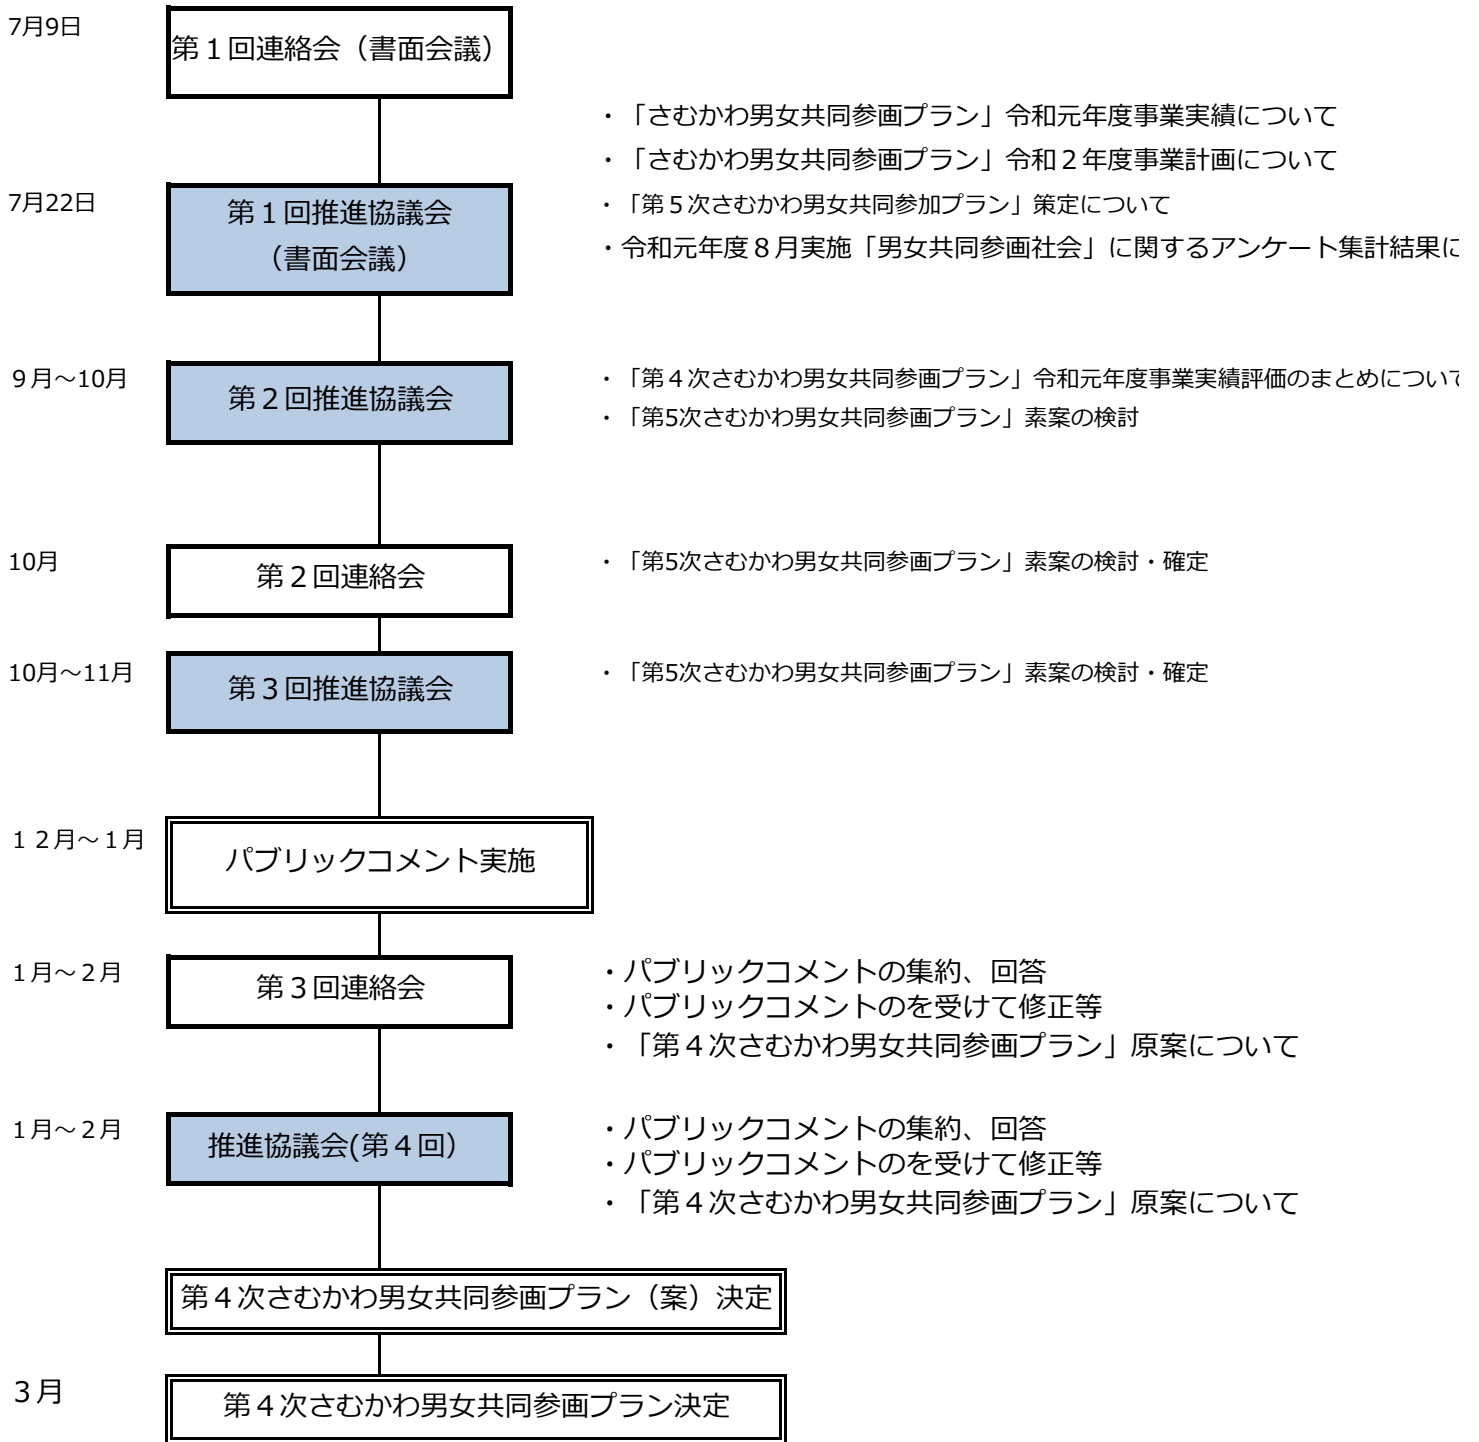 7月9日
第１回連絡会（書面会議）
・「さむかわ男女共同参画プラン」令和元年度事業実績について
・「さむかわ男女共同参画プラン」令和２年度事業計画について
7月22日
第１回推進協議会
（書面会議）
・「第５次さむかわ男女共同参加プラン」策定について
・令和元年度８月実施「男女共同参画社会」に関するアンケート集計結果に
９月～10月
第２回推進協議会
・「第４次さむかわ男女共同参画プラン」令和元年度事業実績評価のまとめについて
・「第5次さむかわ男女共同参画プラン」素案の検討
10月
第２回連絡会
・「第5次さむかわ男女共同参画プラン」素案の検討・確定
10月～11月
第３回推進協議会
・「第5次さむかわ男女共同参画プラン」素案の検討・確定
１２月～１月
パブリックコメント実施
１月～２月
第３回連絡会
・パブリックコメントの集約、回答
・パブリックコメントのを受けて修正等
・「第４次さむかわ男女共同参画プラン」原案について
１月～２月
推進協議会(第４回）
・パブリックコメントの集約、回答
・パブリックコメントのを受けて修正等
・「第４次さむかわ男女共同参画プラン」原案について
第４次さむかわ男女共同参画プラン（案）決定
３月
第４次さむかわ男女共同参画プラン決定